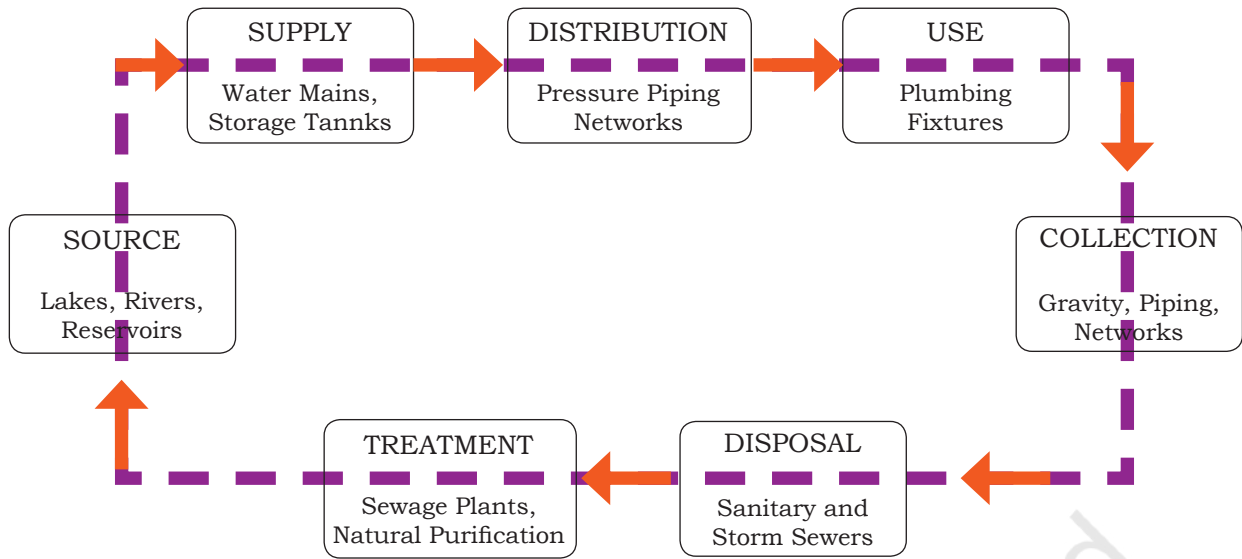 SUPPLY
Water Mains,
Storage Tannks
DISTRIBUTION
Pressure Piping
Networks
USE
Plumbing
Fixtures
SOURCE
Lakes, Rivers,
Reservoirs
COLLECTION
Gravity, Piping,
Networks
TREATMENT
Sewage Plants,
Natural Purification
DISPOSAL
Sanitary and
Storm Sewers